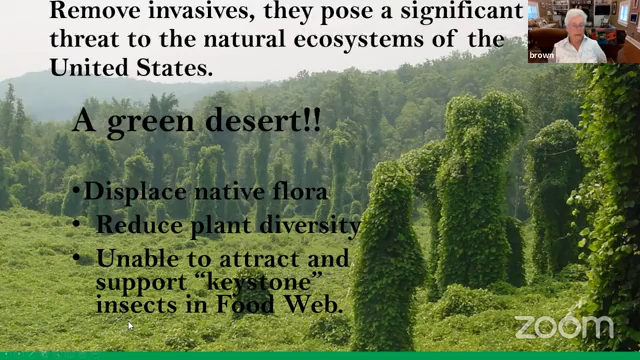 Remove invasives, they pose a significant
threat to the natural ecosystems of the
United States.
A green desert!!
•Displace native flora
• Reduce plant diversity
• Unable to attract and
support “keystone”
insects in Food Web.
brown
zoom